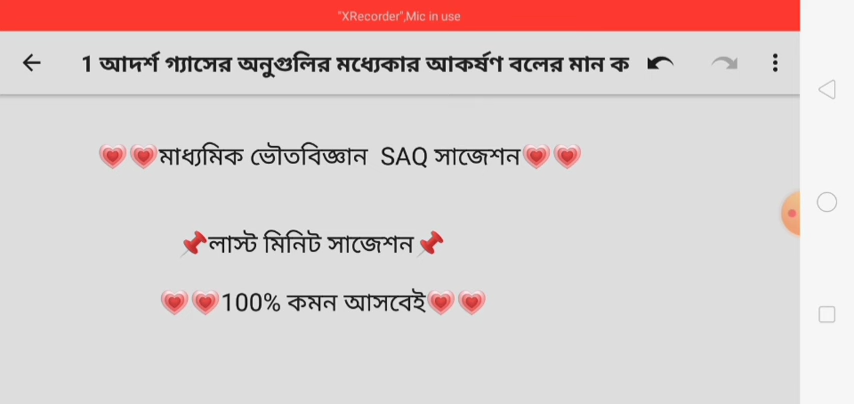 "XRecorder",Mic in use
1 আদর্শ গ্যাসের অনুগুলির মধ্যেকার আকর্ষণ বলের মান ক
💗💗মাধ্যমিক ভৌতবিজ্ঞান SAQ সাজেশন💗💗
📌লাস্ট মিনিট সাজেশন📌
💗💗100% কমন আসবেই💗💗